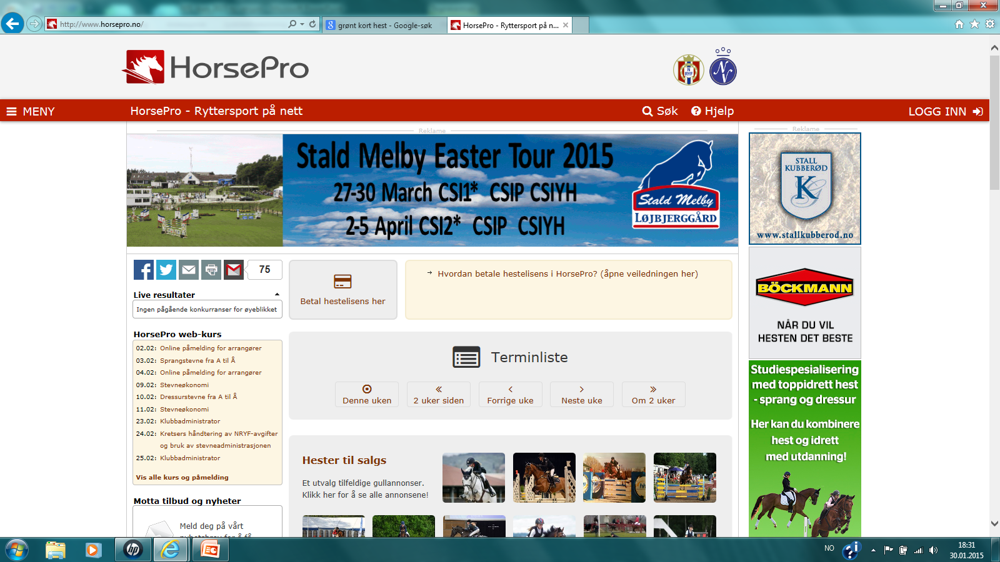 http://www.horsepro.no/
grønt kort hest - Google-søk
HorsePro - Ryttersport på n...
HorsePro
N
RYF
NV
MENY
HorsePro - Ryttersport på nett
Søk
Hjelp
LOGG INN
Reklame
Stald Melby Easter Tour 2015
27-30 March CSI1* CSIP CSIYH
2-5 April CSI2* CSIP CSIYH
Stald Melby
LØJBJERGGÅRD
Reklame
STALL
KUBBERØD
K
www.stallkubberod.no
BÖCKMANN
NÅR DU VIL
HESTEN DET BESTE
Studiespesialisering
med toppidrett hest
- sprang og dressur
Her kan du kombinere
hest og idrett
med utdanning!
75
Live resultater
Ingen pågående konkurranser for øyeblikket
HorsePro web-kurs
02.02: Online påmelding for arrangører
03.02: Sprangstevne fra A til Å
04.02: Online påmelding for arrangører
09.02: Stevneøkonomi
10.02: Dressurstevne fra A til Å
11.02: Stevneøkonomi
23.02: Klubbadministrator
24.02: Kretsers håndtering av NRYF-avgifter
og bruk av stevneadministrasjonen
25.02: Klubbadministrator
Vis alle kurs og påmelding
Motta tilbud og nyheter
Meld deg på vårt
nyhetsbrev for å få
Betal hestelisens her
Hvordan betale hestelisens i HorsePro? (åpne veiledningen her)
Terminliste
Denne uken
2 uker siden
Forrige uke
Neste uke
Om 2 uker
Hester til salgs
Et utvalg tilfeldige gullannonser.
Klikk her for å se alle annonsene!
hp
NO
18:31
30.01.2015